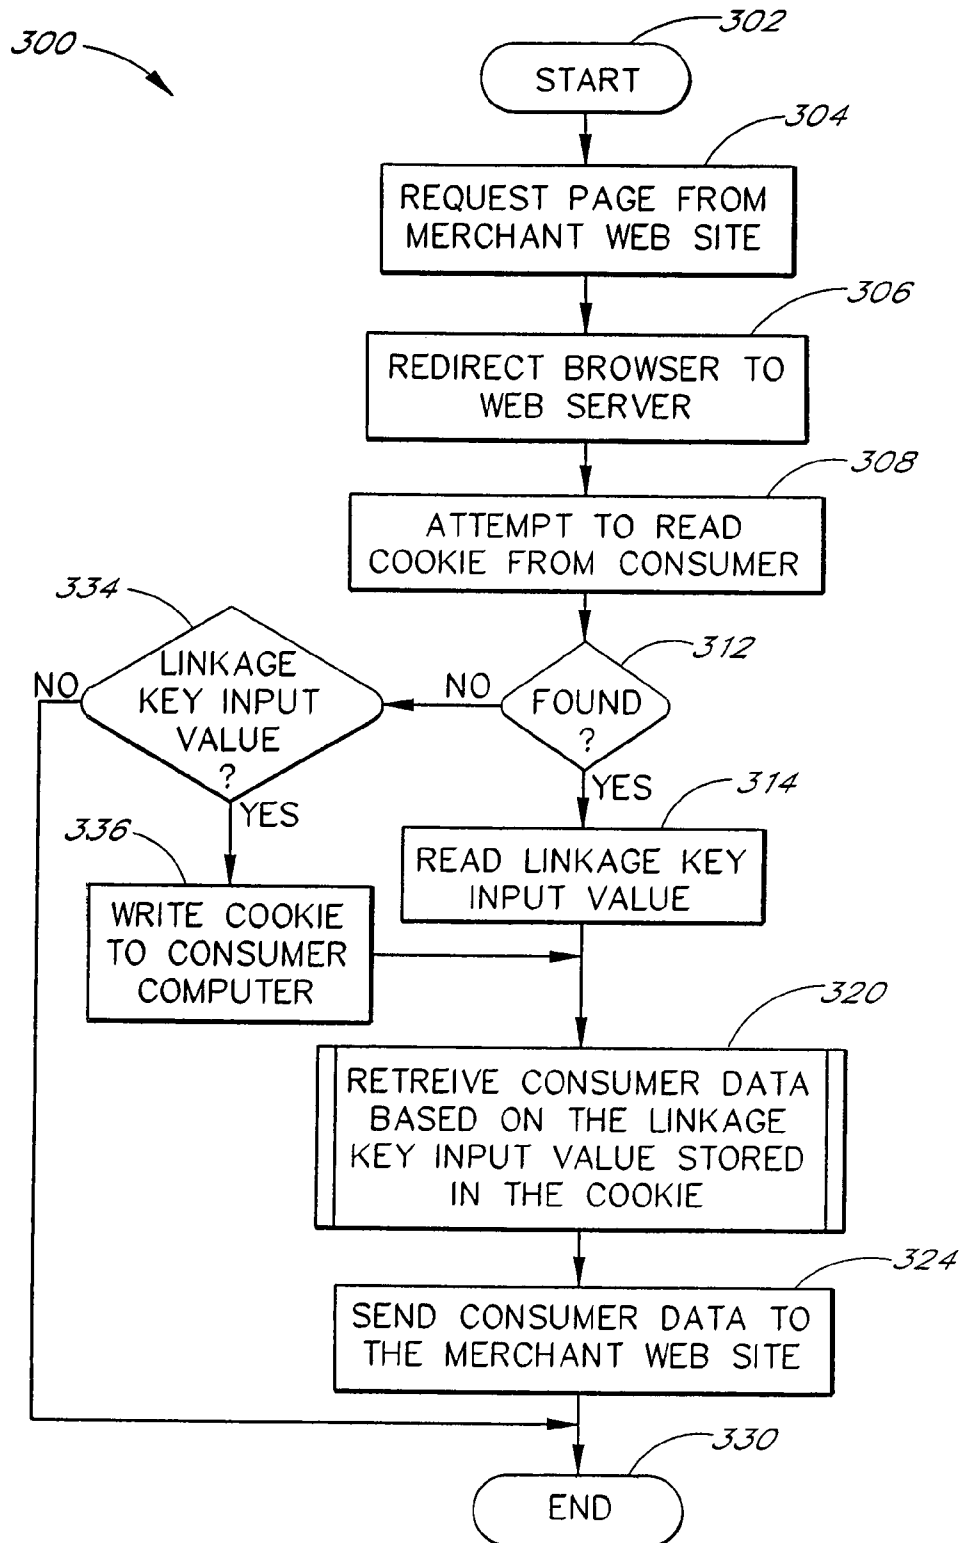 300
302
START
304
REQUEST PAGE FROM
MERCHANT WEB SITE
306
REDIRECT BROWSER TO
WEB SERVER
308
ATTEMPT TO READ
COOKIE FROM CONSUMER
312
FOUND
?
NO
YES
334
LINKAGE
KEY INPUT
VALUE
?
NO
YES
336
WRITE COOKIE
TO CONSUMER
COMPUTER
314
READ LINKAGE KEY
INPUT VALUE
320
RETREIVE CONSUMER DATA
BASED ON THE LINKAGE
KEY INPUT VALUE STORED
IN THE COOKIE
324
SEND CONSUMER DATA TO
THE MERCHANT WEB SITE
330
END